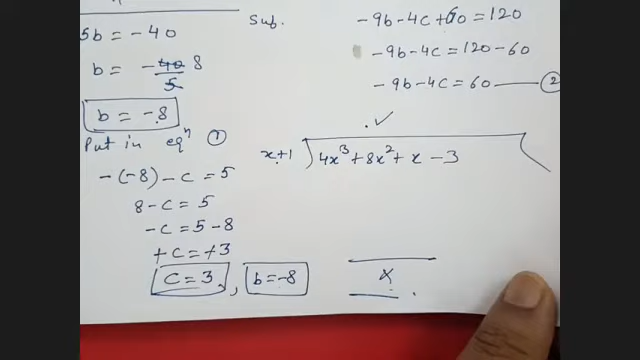 5b = -40
b = -40/5 8
b = -8
Put in eqⁿ ①
-(-8) - c = 5
8 - c = 5
-c = 5 - 8
+c = +3
c = 3, b = -8
Sub.
-9b - 4c + 60 = 120
-9b - 4c = 120 - 60
-9b - 4c = 60 ②
✓
x+1 ) 4x³ + 8x² + x - 3
x